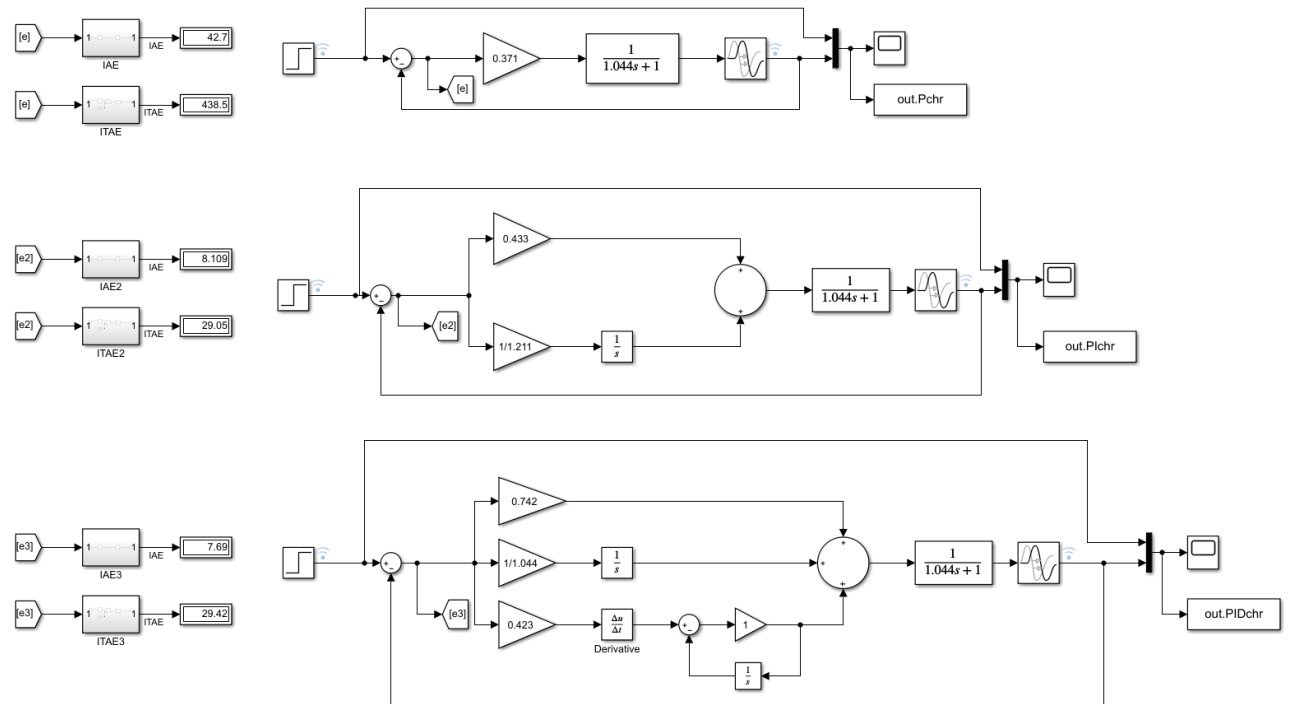 [e] 1 1 IAE 42.7
IAE
[e] 1 1 ITAE 438.5
ITAE
+ −
0.371
[e]
1
1.044s + 1
out.Pchr
[e2] 1 1 IAE 8.109
IAE2
[e2] 1 1 ITAE 29.05
ITAE2
+ −
[e2]
0.433
1/1.211
1
s
+
+
1
1.044s + 1
out.PIchr
[e3] 1 1 IAE 7.69
IAE3
[e3] 1 1 ITAE 29.42
ITAE3
+ −
[e3]
0.742
1/1.044
1
s
0.423
Δu
Δt
Derivative
+ −
1
1
s
+
+
+
1
1.044s + 1
out.PIDchr